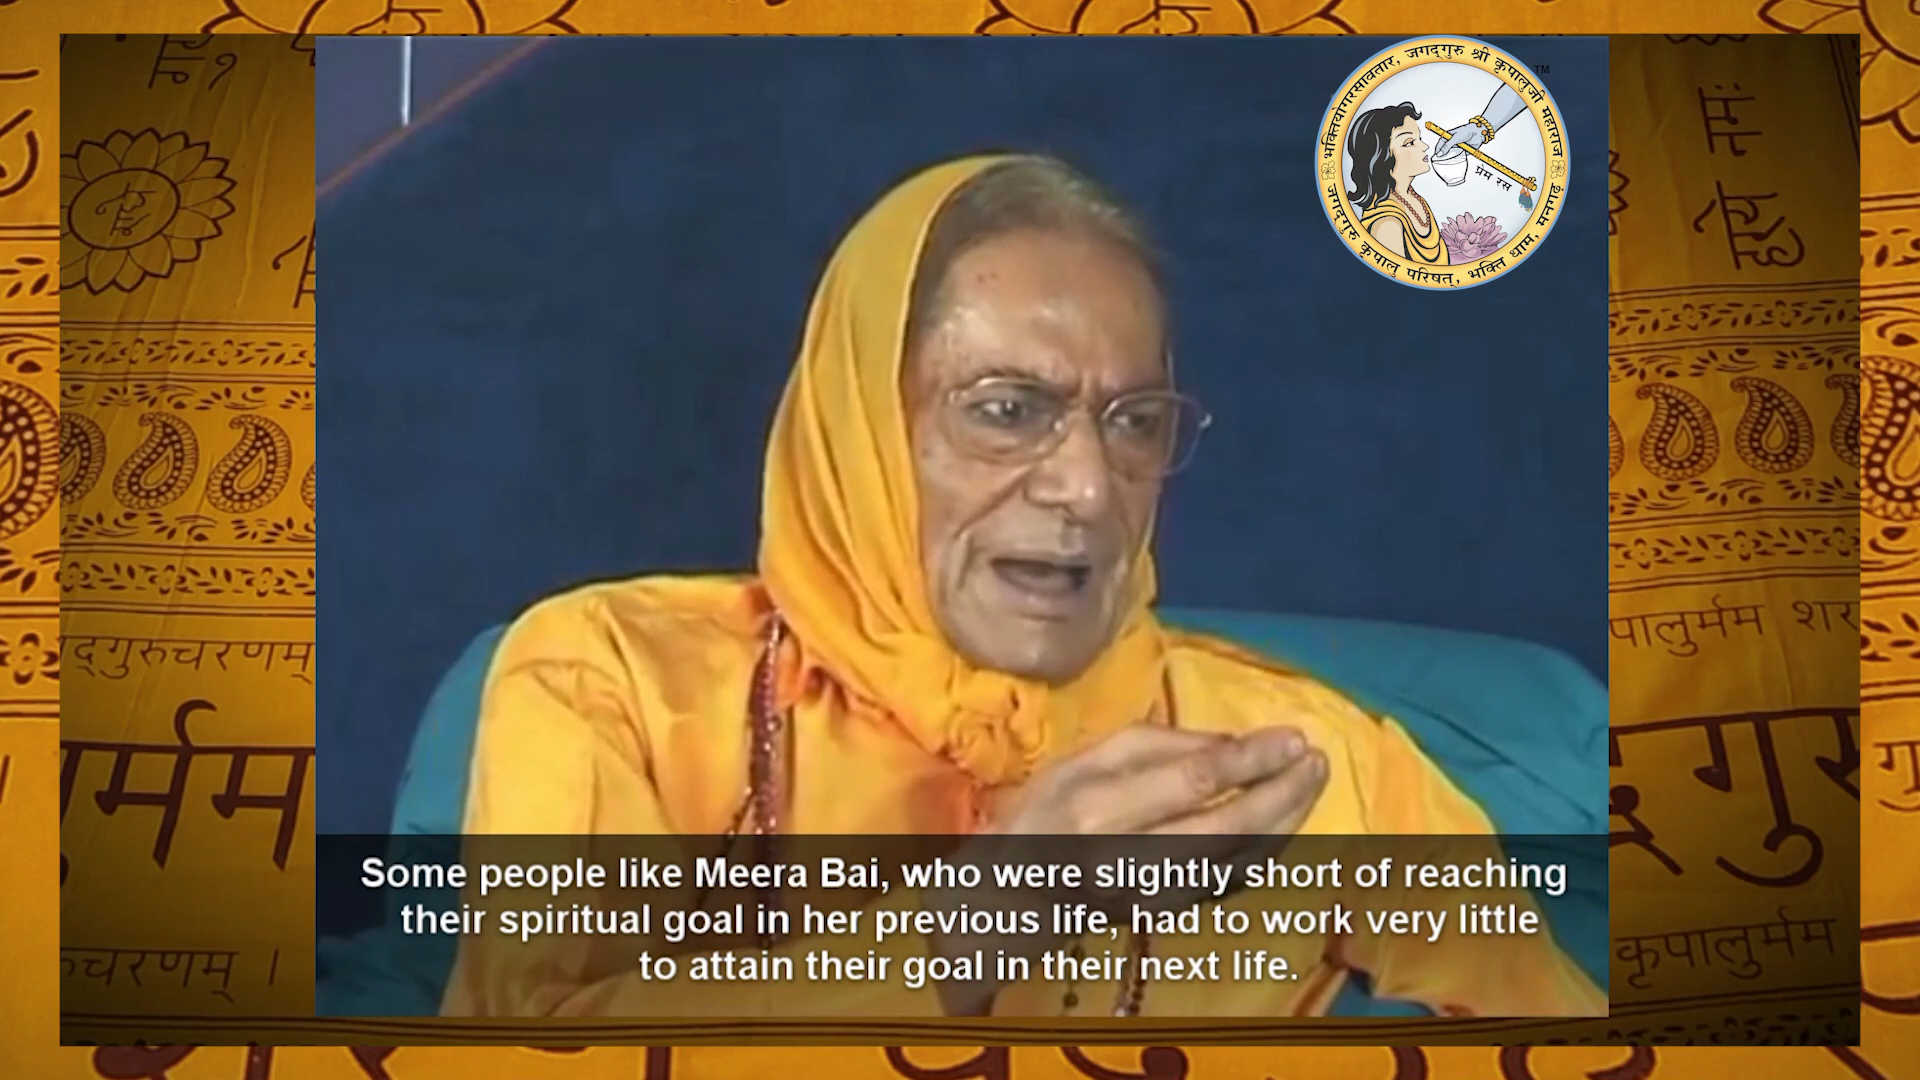 भक्तियोगरसावतार, जगद्गुरु श्री कृपालुजी महाराज
TM
प्रेम रस
जगद्गुरु कृपालु परिषत्, भक्ति धाम, मनगढ़
द्गुरुचरणम्
र्मम
चरणम् ।
पालुर्मम शर
कृपालुर्मम
Some people like Meera Bai, who were slightly short of reaching
their spiritual goal in her previous life, had to work very little
to attain their goal in their next life.